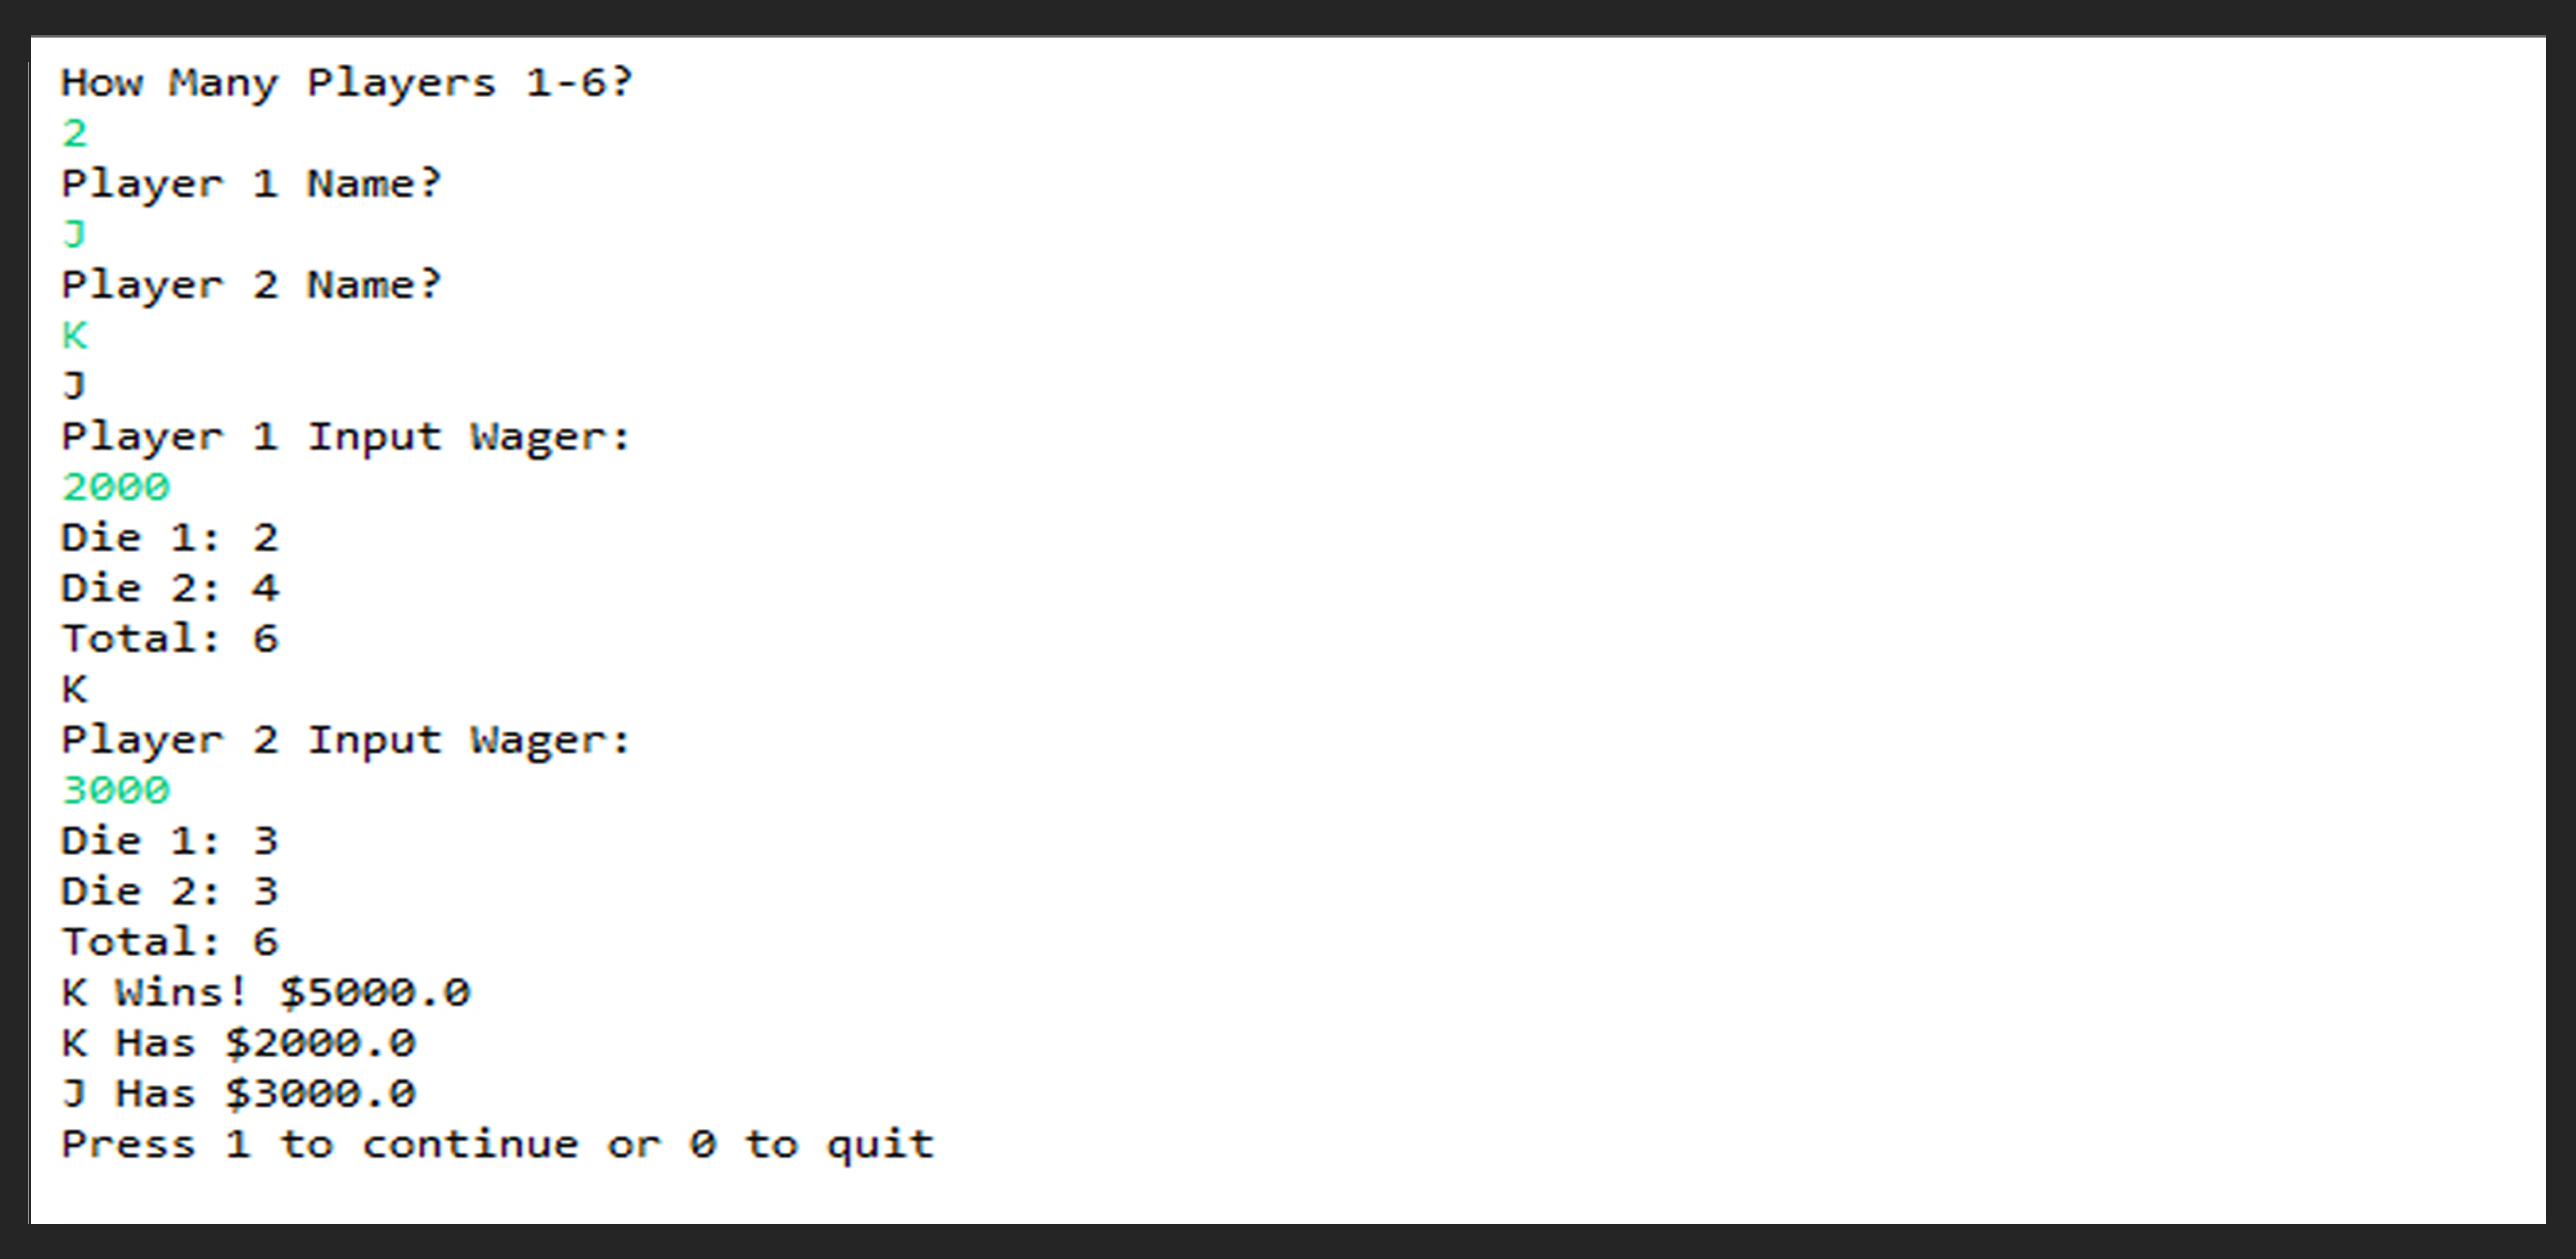 How Many Players 1-6?
2
Player 1 Name?
J
Player 2 Name?
K
J
Player 1 Input Wager:
2000
Die 1: 2
Die 2: 4
Total: 6
K
Player 2 Input Wager:
3000
Die 1: 3
Die 2: 3
Total: 6
K Wins! $5000.0
K Has $2000.0
J Has $3000.0
Press 1 to continue or 0 to quit